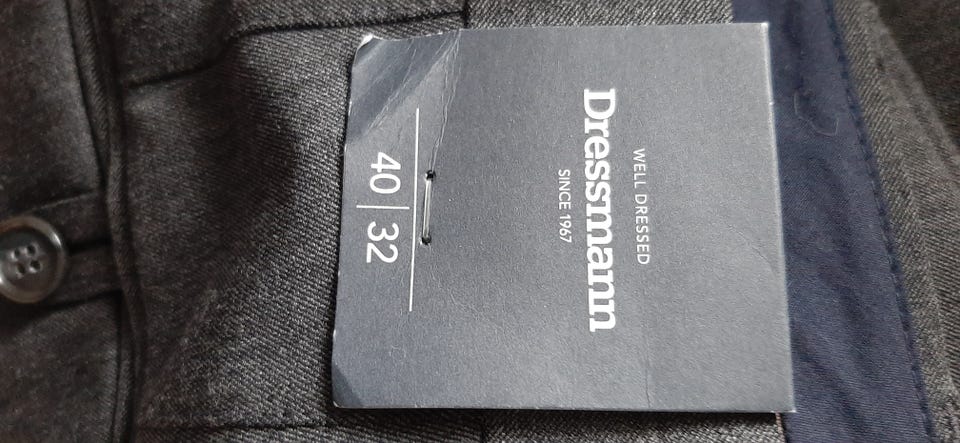 WELL DRESSED
Dressmann
SINCE 1967
40 | 32